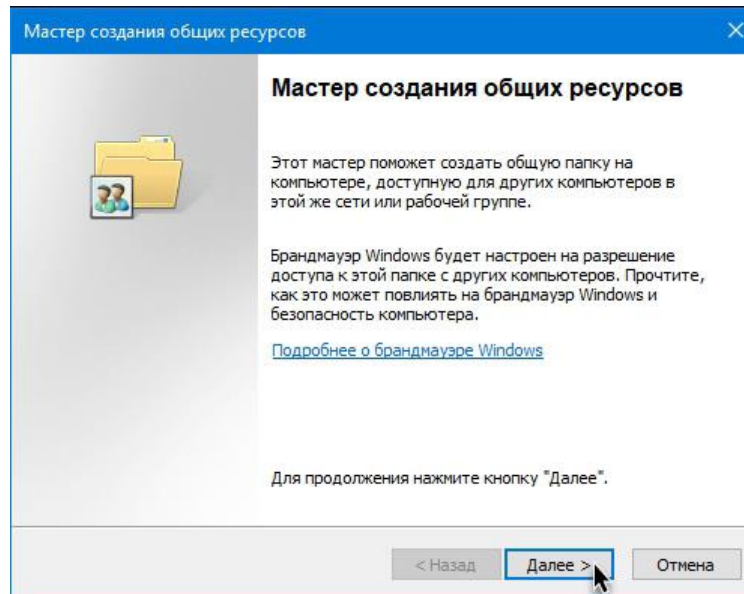 Мастер создания общих ресурсов
Мастер создания общих ресурсов
Этот мастер поможет создать общую папку на
компьютере, доступную для других компьютеров в
этой же сети или рабочей группе.
Брандмауэр Windows будет настроен на разрешение
доступа к этой папке с других компьютеров. Прочтите,
как это может повлиять на брандмауэр Windows и
безопасность компьютера.
Подробнее о брандмауэре Windows
Для продолжения нажмите кнопку "Далее".
< Назад Далее > Отмена